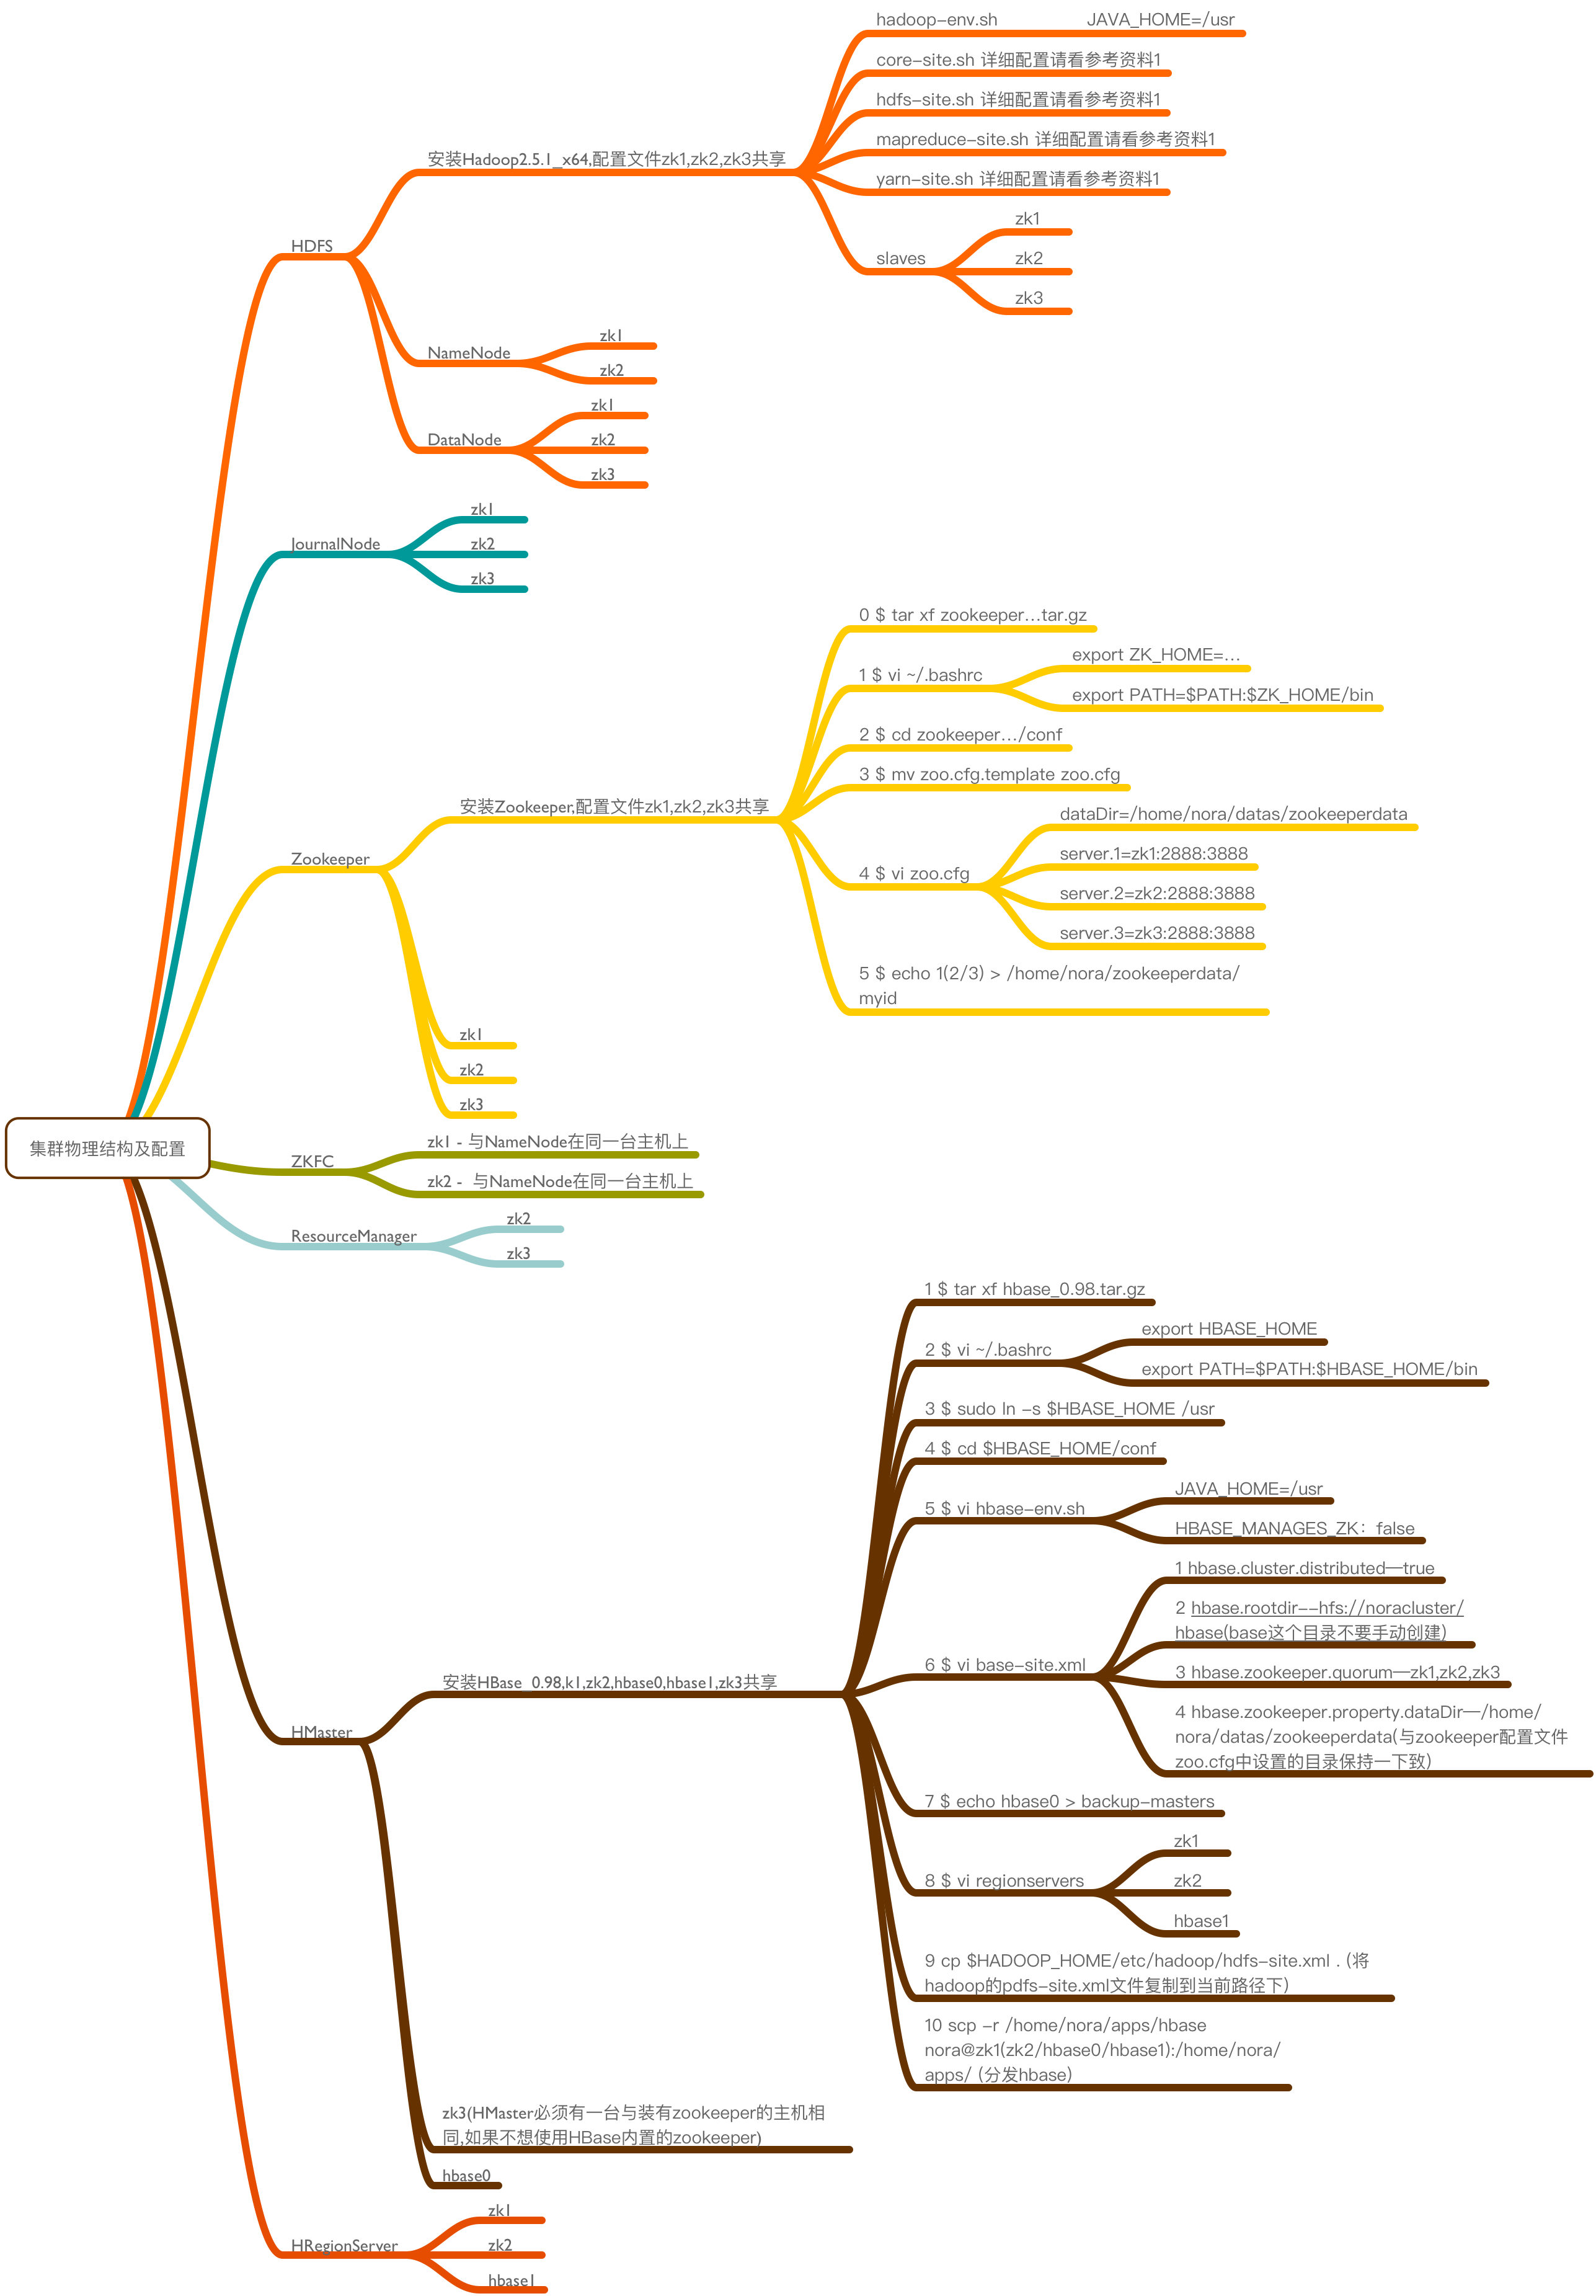 集群物理结构及配置
HDFS
安装Hadoop2.5.1_x64,配置文件zk1,zk2,zk3共享
hadoop-env.sh JAVA_HOME=/usr
core-site.sh 详细配置请看参考资料1
hdfs-site.sh 详细配置请看参考资料1
mapreduce-site.sh 详细配置请看参考资料1
yarn-site.sh 详细配置请看参考资料1
slaves
zk1
zk2
zk3
NameNode
zk1
zk2
DataNode
zk1
zk2
zk3
JournalNode
zk1
zk2
zk3
Zookeeper
安装Zookeeper,配置文件zk1,zk2,zk3共享
0 $ tar xf zookeeper...tar.gz
1 $ vi ~/.bashrc
export ZK_HOME=...
export PATH=$PATH:$ZK_HOME/bin
2 $ cd zookeeper.../conf
3 $ mv zoo.cfg.template zoo.cfg
4 $ vi zoo.cfg
dataDir=/home/nora/datas/zookeeperdata
server.1=zk1:2888:3888
server.2=zk2:2888:3888
server.3=zk3:2888:3888
5 $ echo 1(2/3) > /home/nora/zookeeperdata/
myid
zk1
zk2
zk3
ZKFC
zk1 - 与NameNode在同一台主机上
zk2 - 与NameNode在同一台主机上
ResourceManager
zk2
zk3
HMaster
安装HBase 0.98,k1,zk2,hbase0,hbase1,zk3共享
1 $ tar xf hbase_0.98.tar.gz
2 $ vi ~/.bashrc
export HBASE_HOME
export PATH=$PATH:$HBASE_HOME/bin
3 $ sudo ln -s $HBASE_HOME /usr
4 $ cd $HBASE_HOME/conf
5 $ vi hbase-env.sh
JAVA_HOME=/usr
HBASE_MANAGES_ZK：false
6 $ vi base-site.xml
1 hbase.cluster.distributed—true
2 hbase.rootdir--hfs://noracluster/
hbase(base这个目录不要手动创建)
3 hbase.zookeeper.quorum—zk1,zk2,zk3
4 hbase.zookeeper.property.dataDir—/home/
nora/datas/zookeeperdata(与zookeeper配置文件
zoo.cfg中设置的目录保持一下致)
7 $ echo hbase0 > backup-masters
8 $ vi regionservers
zk1
zk2
hbase1
9 cp $HADOOP_HOME/etc/hadoop/hdfs-site.xml . (将
hadoop的pdfs-site.xml文件复制到当前路径下)
10 scp -r /home/nora/apps/hbase
nora@zk1(zk2/hbase0/hbase1):/home/nora/
apps/ (分发hbase)
zk3(HMaster必须有一台与装有zookeeper的主机相
同,如果不想使用HBase内置的zookeeper)
hbase0
HRegionServer
zk1
zk2
hbase1